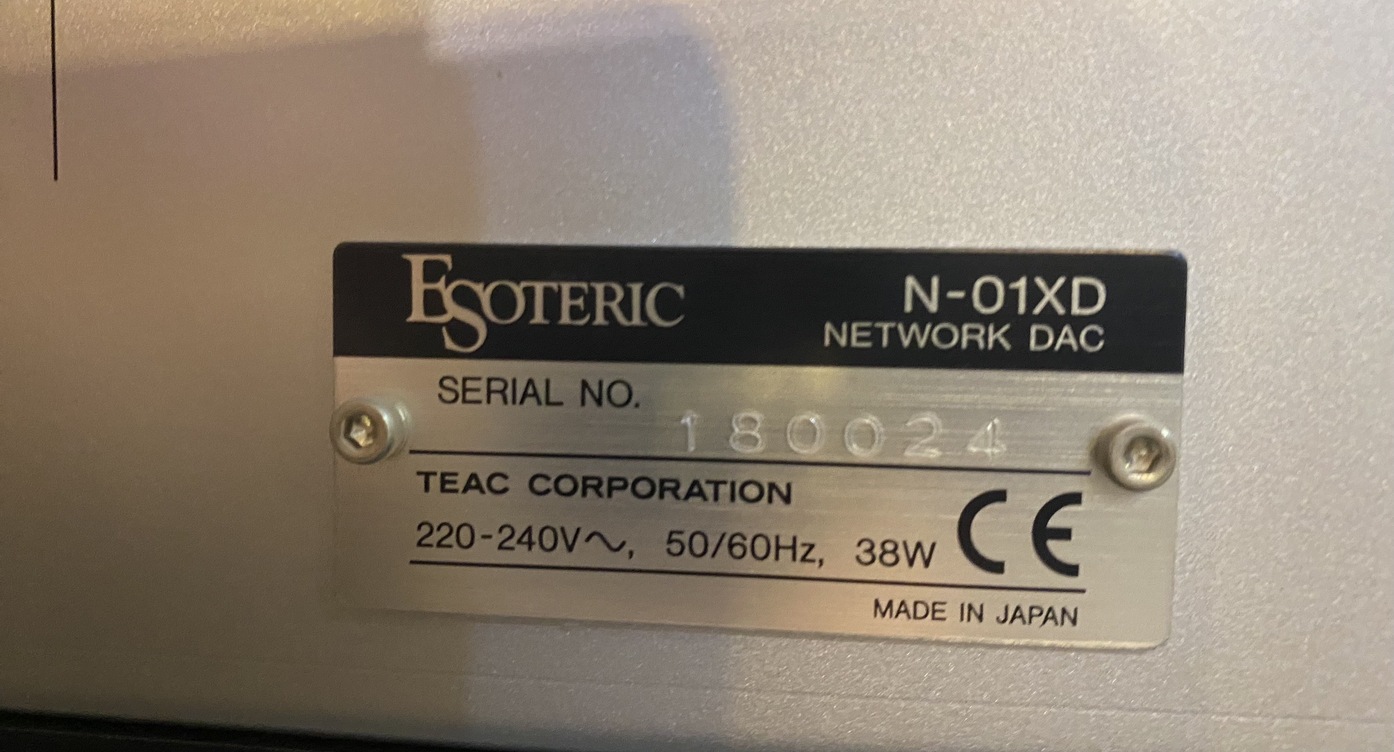 ESOTERIC N-01XD
NETWORK DAC
SERIAL NO.
180024
TEAC CORPORATION
220-240V～, 50/60Hz, 38W CE
MADE IN JAPAN